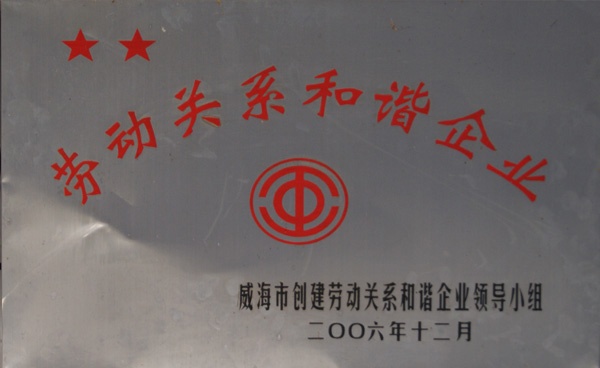 劳动关系和谐企业
威海市创建劳动关系和谐企业领导小组
二〇〇六年十二月